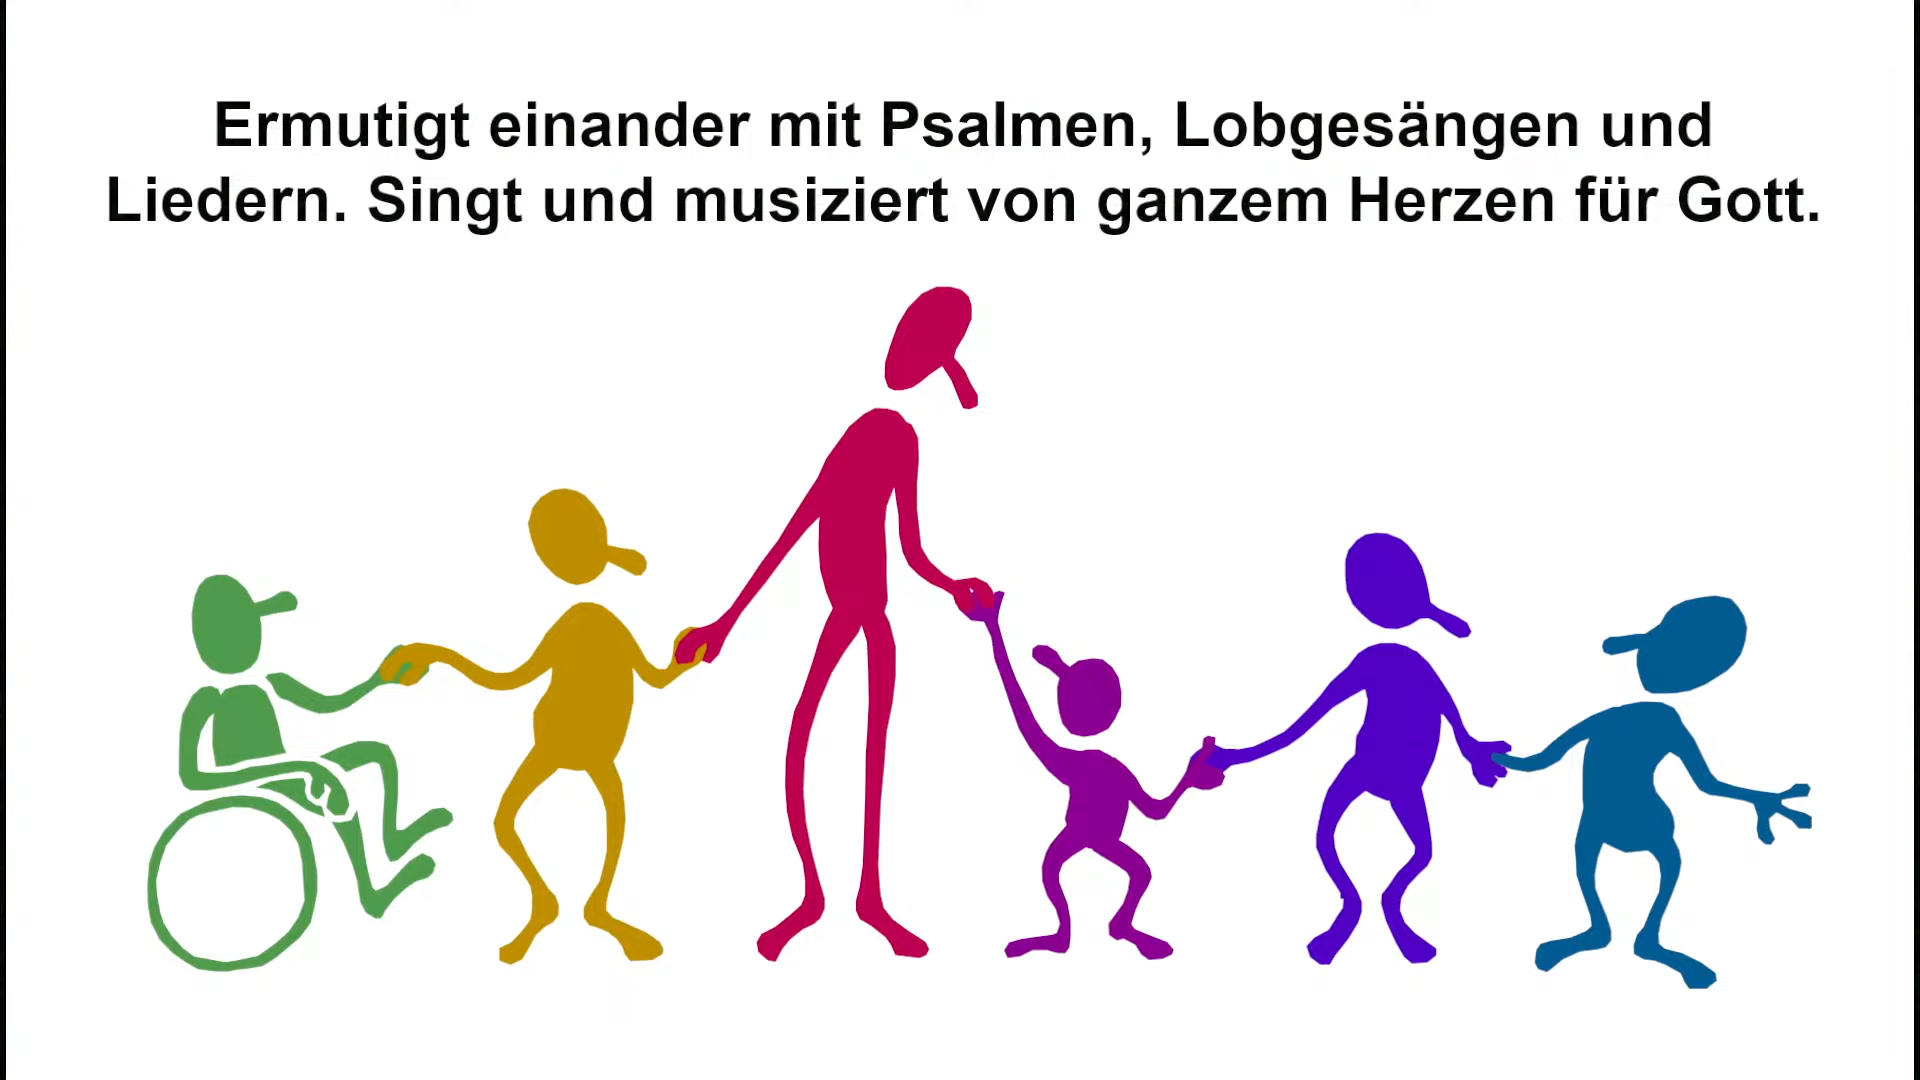 Ermutigt einander mit Psalmen, Lobgesängen und
Liedern. Singt und musiziert von ganzem Herzen für Gott.